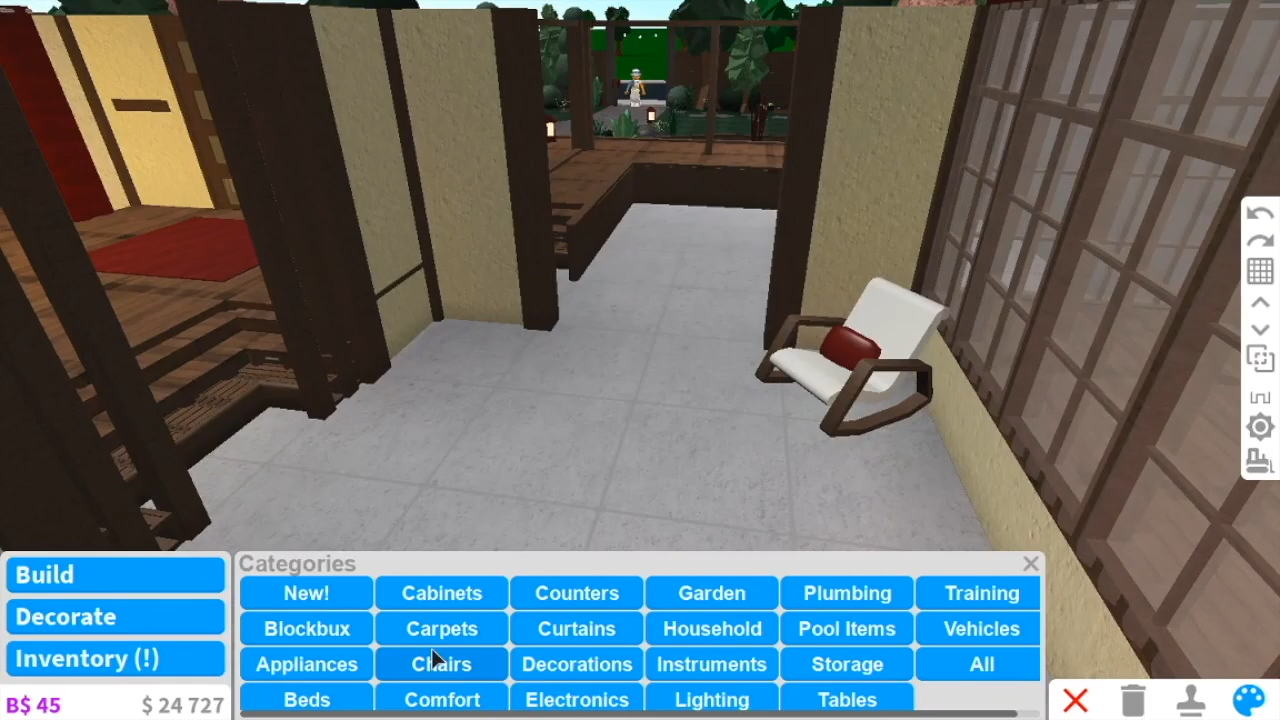 Build
Decorate
Inventory (!)
B$ 45
$ 24 727
Categories
New!
Cabinets
Counters
Garden
Plumbing
Training
Blockbux
Carpets
Curtains
Household
Pool Items
Vehicles
Appliances
Chairs
Decorations
Instruments
Storage
All
Beds
Comfort
Electronics
Lighting
Tables